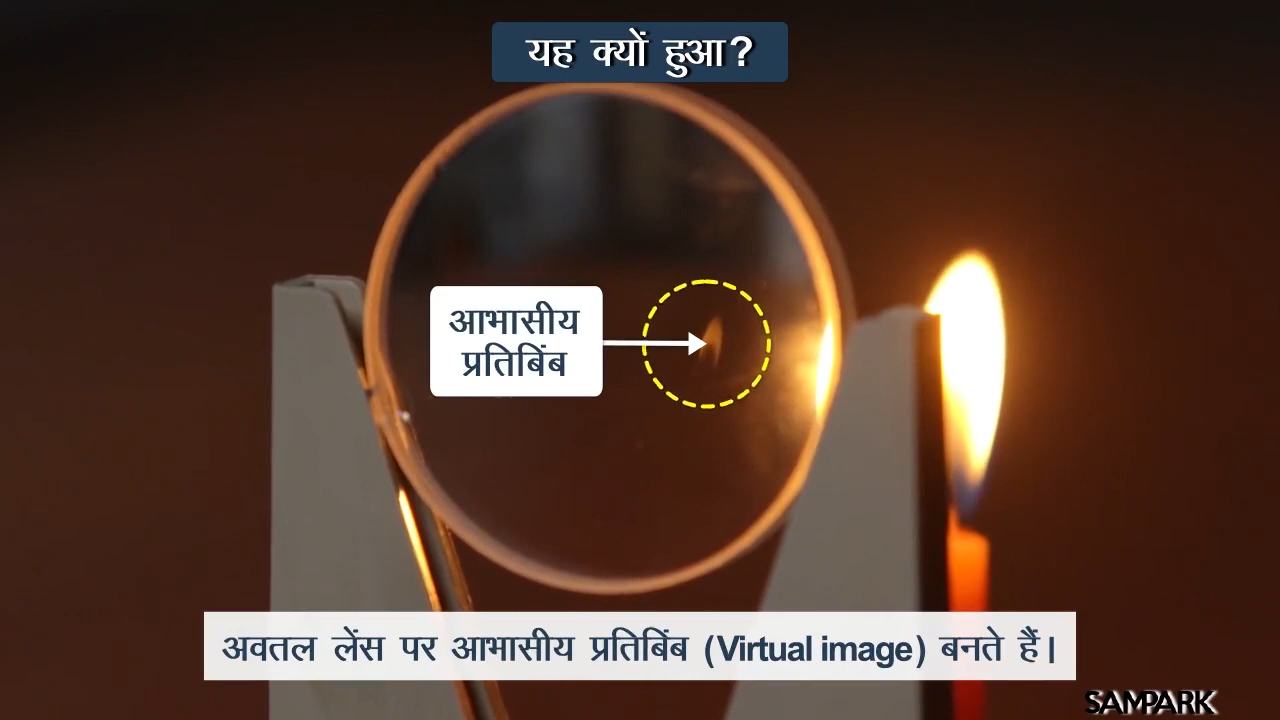 यह क्यों हुआ?
आभासीय
प्रतिबिंब
अवतल लेंस पर आभासीय प्रतिबिंब (Virtual image) बनते हैं।
SAMPARK